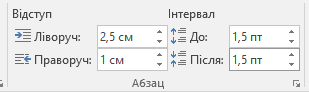 Відступ Інтервал
Ліворуч: 2,5 см До: 1,5 пт
Праворуч: 1 см Після: 1,5 пт
Абзац